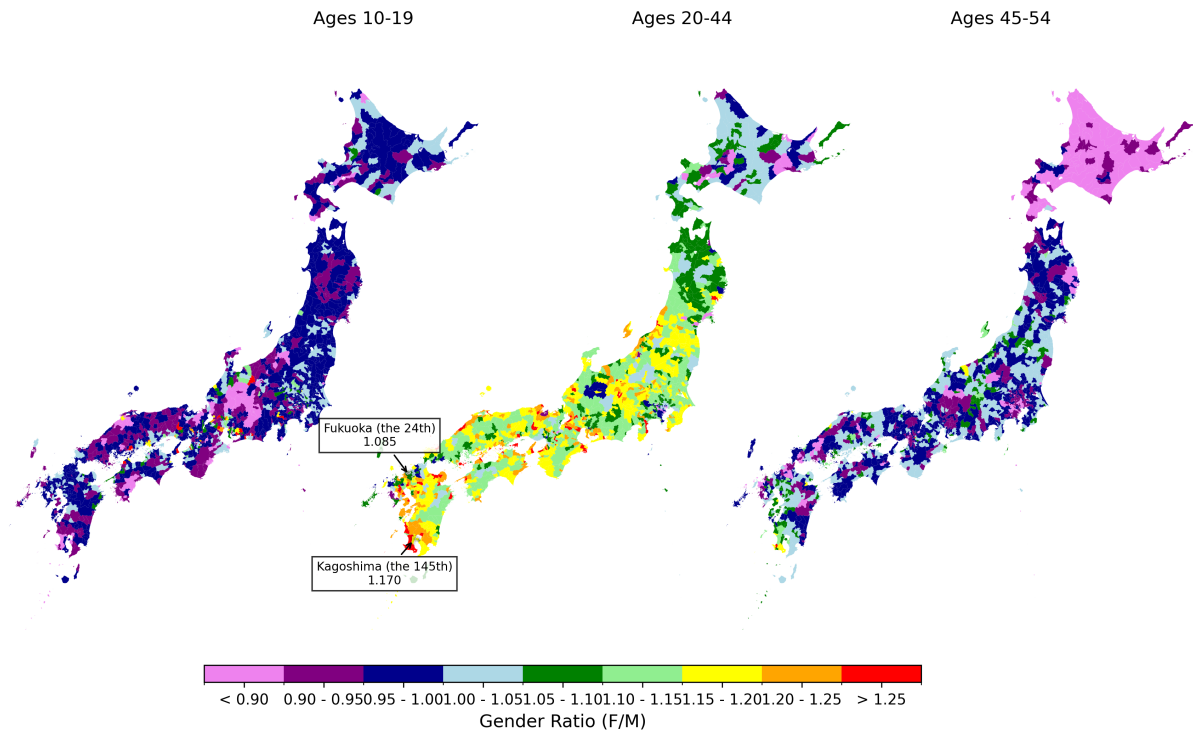 Ages 10-19
Ages 20-44
Ages 45-54
Fukuoka (the 24th)
1.085
Kagoshima (the 145th)
1.170
< 0.90
0.90 - 0.95
0.95 - 1.00
1.00 - 1.05
1.05 - 1.10
1.10 - 1.15
1.15 - 1.20
1.20 - 1.25
> 1.25
Gender Ratio (F/M)